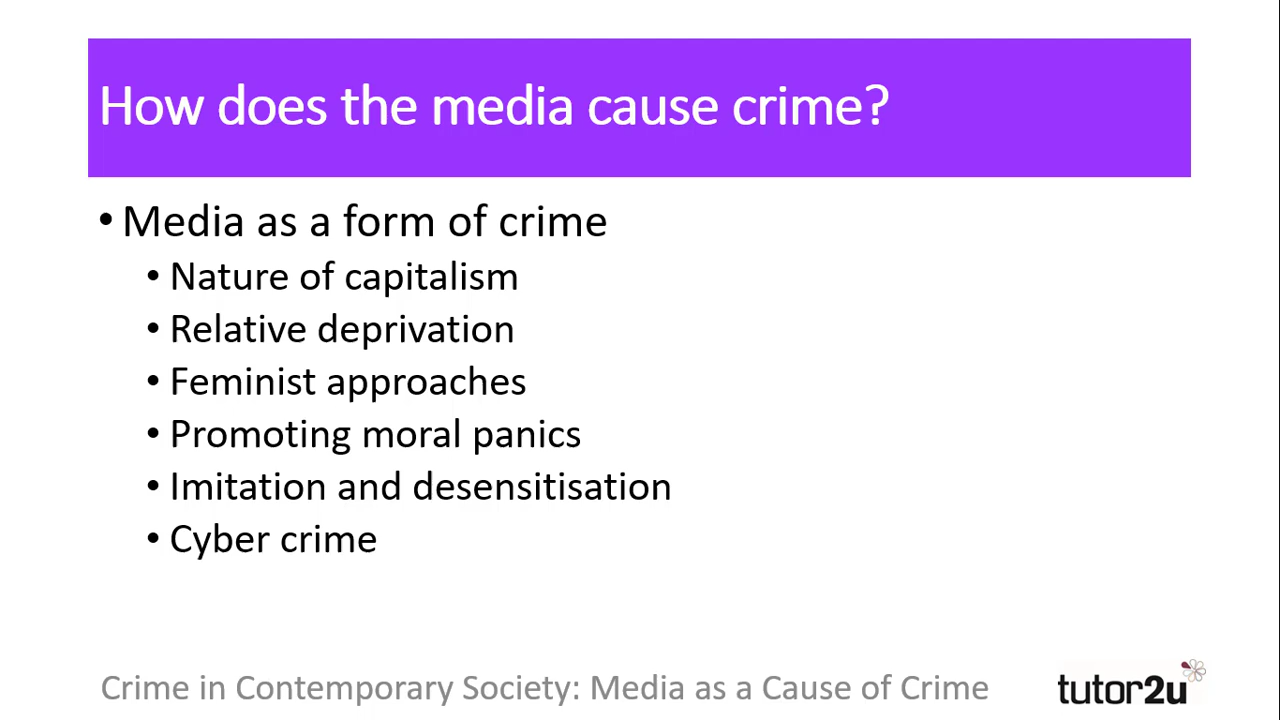 How does the media cause crime?
• Media as a form of crime
• Nature of capitalism
• Relative deprivation
• Feminist approaches
• Promoting moral panics
• Imitation and desensitisation
• Cyber crime
Crime in Contemporary Society: Media as a Cause of Crime
tutor2u